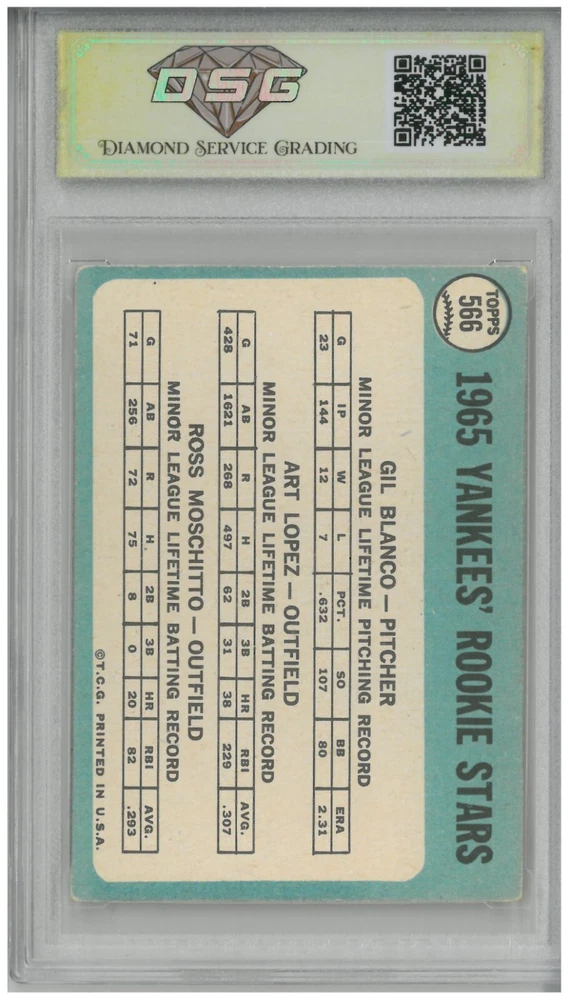 DSG
DIAMOND SERVICE GRADING
TOPPS
566
1965 YANKEES' ROOKIE STARS
GIL BLANCO — PITCHER
MINOR LEAGUE LIFETIME PITCHING RECORD
G IP W L PCT. SO BB ERA
23 144 12 7 .632 107 80 2.31
ART LOPEZ — OUTFIELD
MINOR LEAGUE LIFETIME BATTING RECORD
G AB R H 2B 3B HR RBI AVG.
428 1621 268 497 62 31 38 229 .307
ROSS MOSCHITTO — OUTFIELD
MINOR LEAGUE LIFETIME BATTING RECORD
G AB R H 2B 3B HR RBI AVG.
71 256 72 75 8 0 20 82 .293
©T.C.G. PRINTED IN U.S.A.